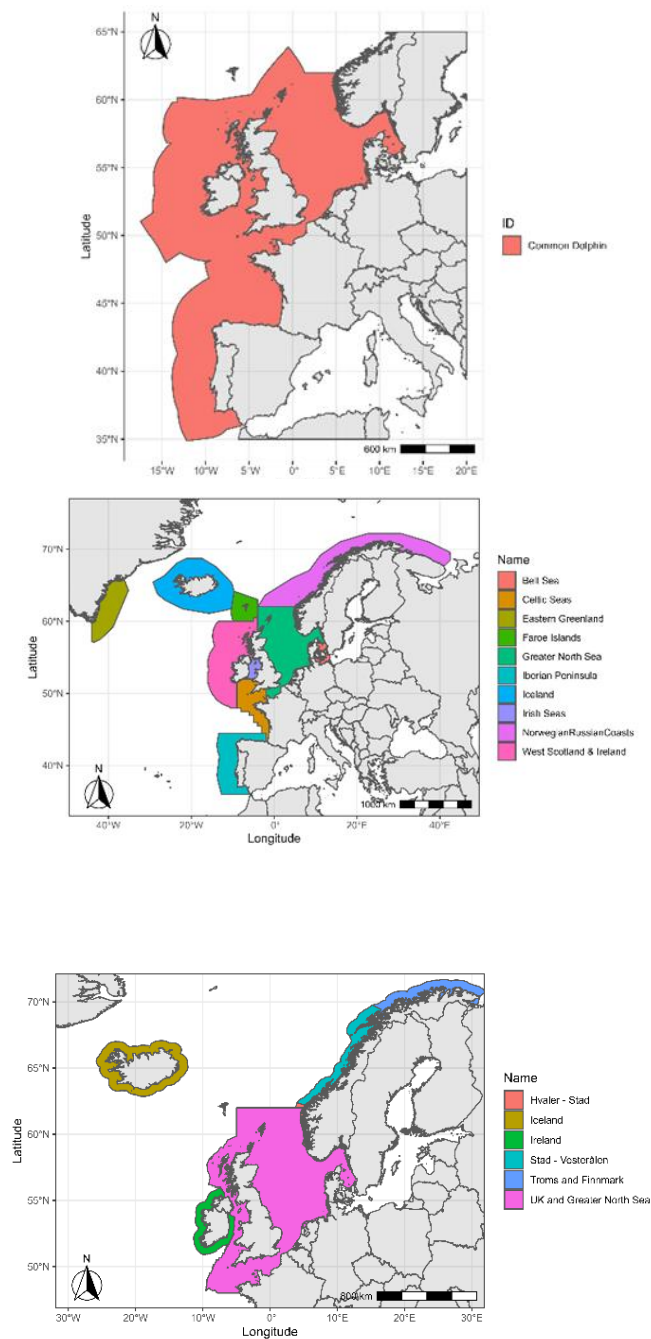 N
65°N
60°N
55°N
50°N
45°N
40°N
35°N
Latitude
600 km
15°W 10°W 5°W 0° 5°E 10°E 15°E 20°E
ID
Common Dolphin
70°N
60°N
50°N
40°N
Latitude
N
1000 km
40°W 20°W 0° 20°E 40°E
Longitude
Name
Belt Sea
Celtic Seas
Eastern Greenland
Faroe Islands
Greater North Sea
Iberian Peninsula
Iceland
Irish Seas
NorwegianRussianCoasts
West Scotland & Ireland
70°N
65°N
60°N
55°N
50°N
Latitude
N
800 km
30°W 20°W 10°W 0° 10°E 20°E 30°E
Longitude
Name
Hvaler - Stad
Iceland
Ireland
Stad - Vesterålen
Troms and Finnmark
UK and Greater North Sea